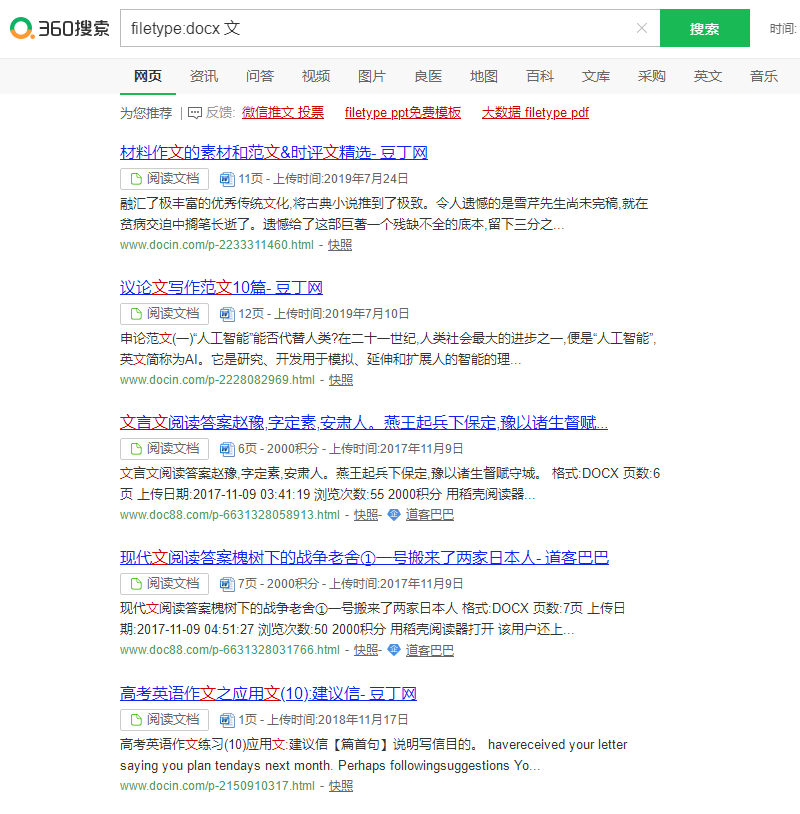 360搜索 filetype:docx 文 搜索 时间:
网页 资讯 问答 视频 图片 良医 地图 百科 文库 采购 英文 音乐
为您推荐 反馈: 微信推文 投票 filetype ppt免费模板 大数据 filetype pdf
材料作文的素材和范文&时评文精选- 豆丁网
阅读文档 11页 - 上传时间:2019年7月24日
融汇了极丰富的优秀传统文化,将古典小说推到了极致。令人遗憾的是雪芹先生尚未完稿,就在
贫病交迫中搁笔长逝了。遗憾给了这部巨著一个残缺不全的底本,留下三分之...
www.docin.com/p-2233311460.html - 快照
议论文写作范文10篇- 豆丁网
阅读文档 12页 - 上传时间:2019年7月10日
申论范文(一)“人工智能”能否代替人类?在二十一世纪,人类社会最大的进步之一,便是“人工智能”,
英文简称为AI。它是研究、开发用于模拟、延伸和扩展人的智能的理...
www.docin.com/p-2228082969.html - 快照
文言文阅读答案赵豫,字定素,安肃人。燕王起兵下保定,豫以诸生督赋...
阅读文档 6页 - 2000积分 - 上传时间:2017年11月9日
文言文阅读答案赵豫,字定素,安肃人。燕王起兵下保定,豫以诸生督赋守城。 格式:DOCX 页数:6
页 上传日期:2017-11-09 03:41:19 浏览次数:55 2000积分 用稻壳阅读器...
www.doc88.com/p-6631328058913.html - 快照- 道客巴巴
现代文阅读答案槐树下的战争老舍①一号搬来了两家日本人- 道客巴巴
阅读文档 7页 - 2000积分 - 上传时间:2017年11月9日
现代文阅读答案槐树下的战争老舍①一号搬来了两家日本人 格式:DOCX 页数:7页 上传日
期:2017-11-09 04:51:27 浏览次数:50 2000积分 用稻壳阅读器打开 该用户还上...
www.doc88.com/p-6631328031766.html - 快照- 道客巴巴
高考英语作文之应用文(10):建议信- 豆丁网
阅读文档 1页 - 上传时间:2018年11月17日
高考英语作文练习(10)应用文:建议信【篇首句】说明写信目的。 havereceived your letter
saying you plan tendays next month. Perhaps followingsuggestions Yo...
www.docin.com/p-2150910317.html - 快照